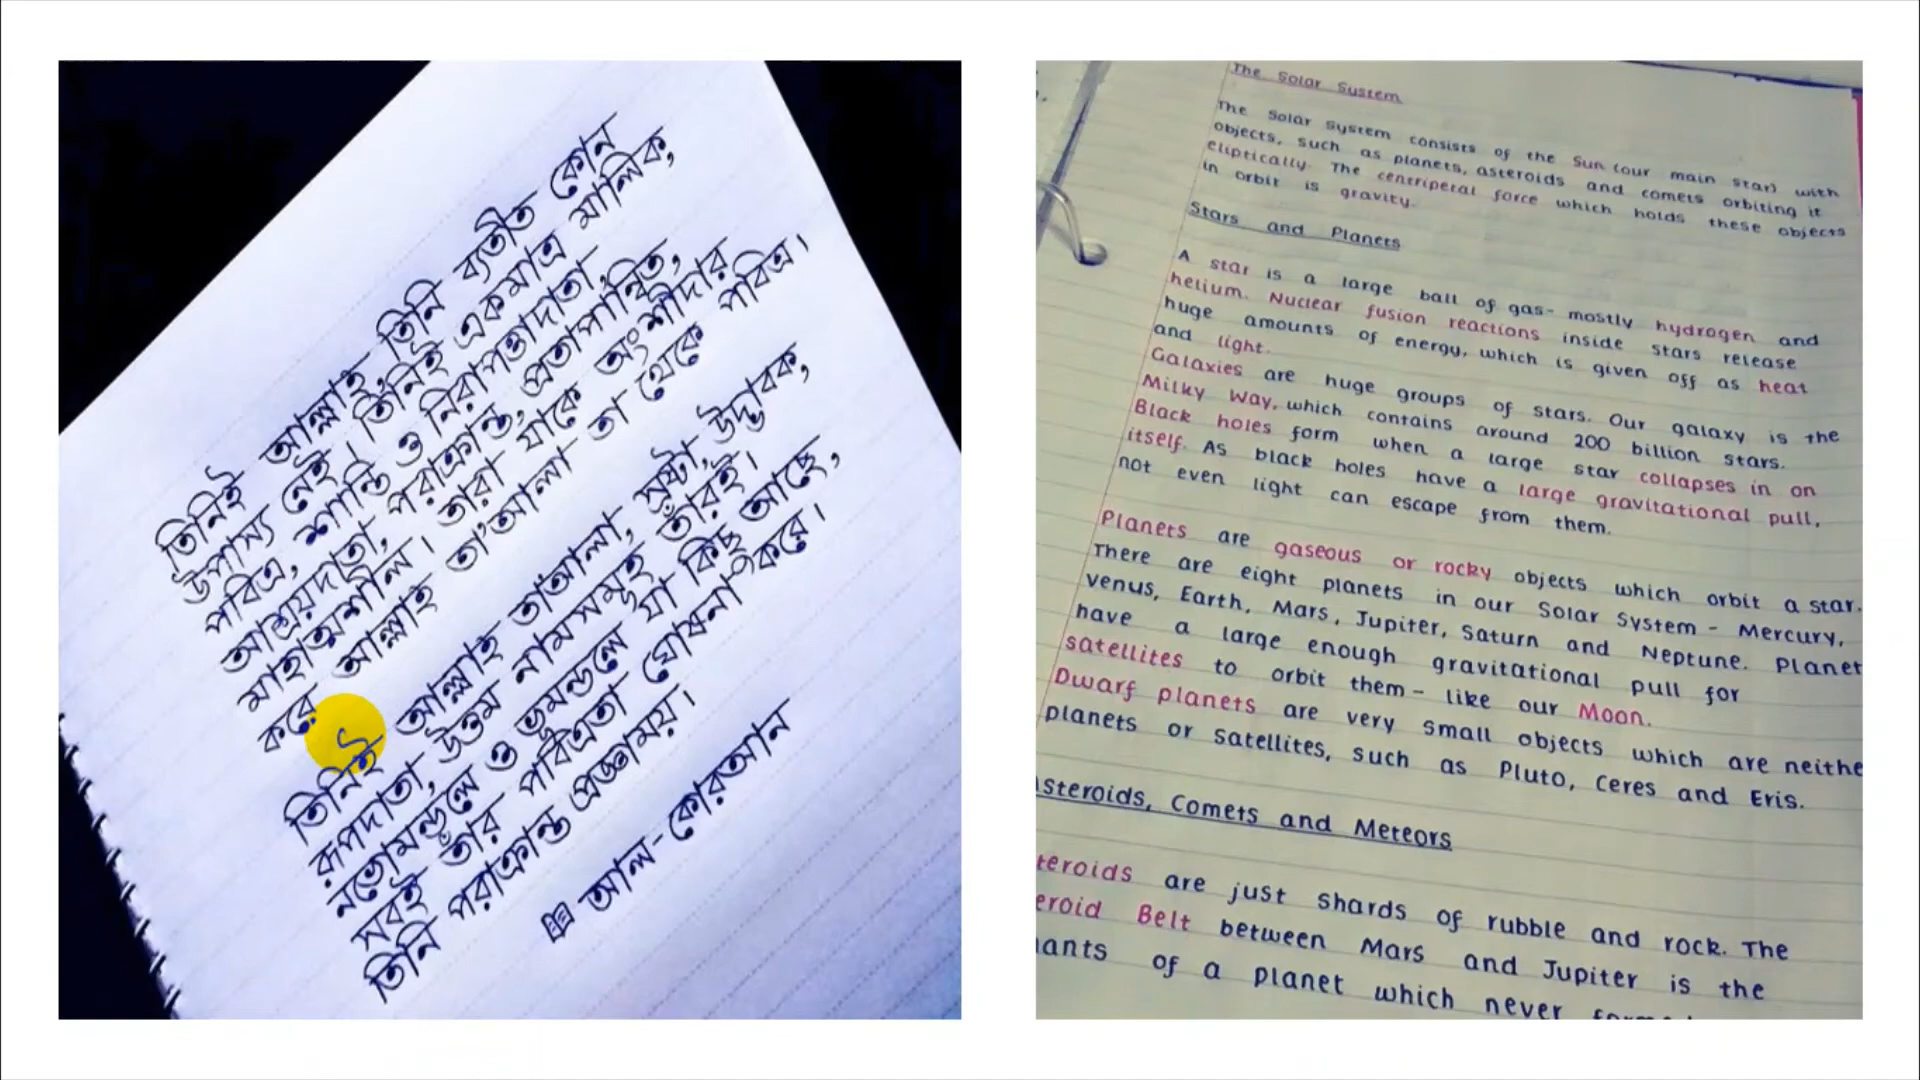 তিনিই আল্লাহ, তিনি ব্যতীত কোন
উপাস্য নেই। তিনিই একমাত্র মালিক,
পবিত্র, শান্তি ও নিরাপত্তাদাতা,
আশ্রয়দাতা, পরাক্রান্ত, প্রতাপান্বিত,
মাহাত্মশীল। তারা যাকে অংশীদার
করে আল্লাহ তা'আলা তা থেকে পবিত্র।
তিনিই আল্লাহ তা'আলা, স্রষ্টা, উদ্ভাবক,
রূপদাতা, উত্তম নামসমূহ তাঁরই।
নভোমন্ডলে ও ভূমন্ডলে যা কিছু আছে,
সবই তাঁর পবিত্রতা ঘোষনা করে।
তিনি পরাক্রান্ত প্রজ্ঞাময়।
আল-কোরআন
The Solar System
The Solar System consists of the Sun (our main star) with
objects, such as planets, asteroids and comets orbiting it
eliptically. The centripetal force which holds these objects
in orbit is gravity.
Stars and Planets
A star is a large ball of gas- mostly hydrogen and
helium. Nuclear fusion reactions inside stars release
huge amounts of energy, which is given off as heat
and light.
Galaxies are huge groups of stars. Our galaxy is the
Milky Way, which contains around 200 billion stars.
Black holes form when a large star collapses in on
itself. As black holes have a large gravitational pull,
not even light can escape from them.
Planets are gaseous or rocky objects which orbit a star.
There are eight planets in our Solar System - Mercury,
Venus, Earth, Mars, Jupiter, Saturn and Neptune. Planet
have a large enough gravitational pull for
satellites to orbit them - like our Moon.
Dwarf planets are very small objects which are neithe
planets or satellites, such as Pluto, Ceres and Eris.
steroids, Comets and Meteors
teroids are just shards of rubble and rock. The
eroid Belt between Mars and Jupiter is the
nants of a planet which never